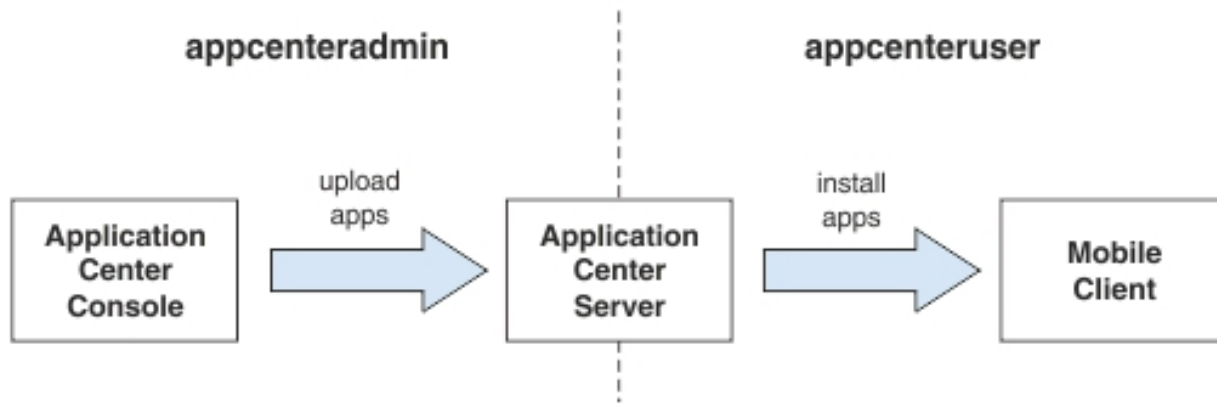 appcenteradmin
appcenteruser
upload
apps
install
apps
Application
Center
Console
Application
Center
Server
Mobile
Client